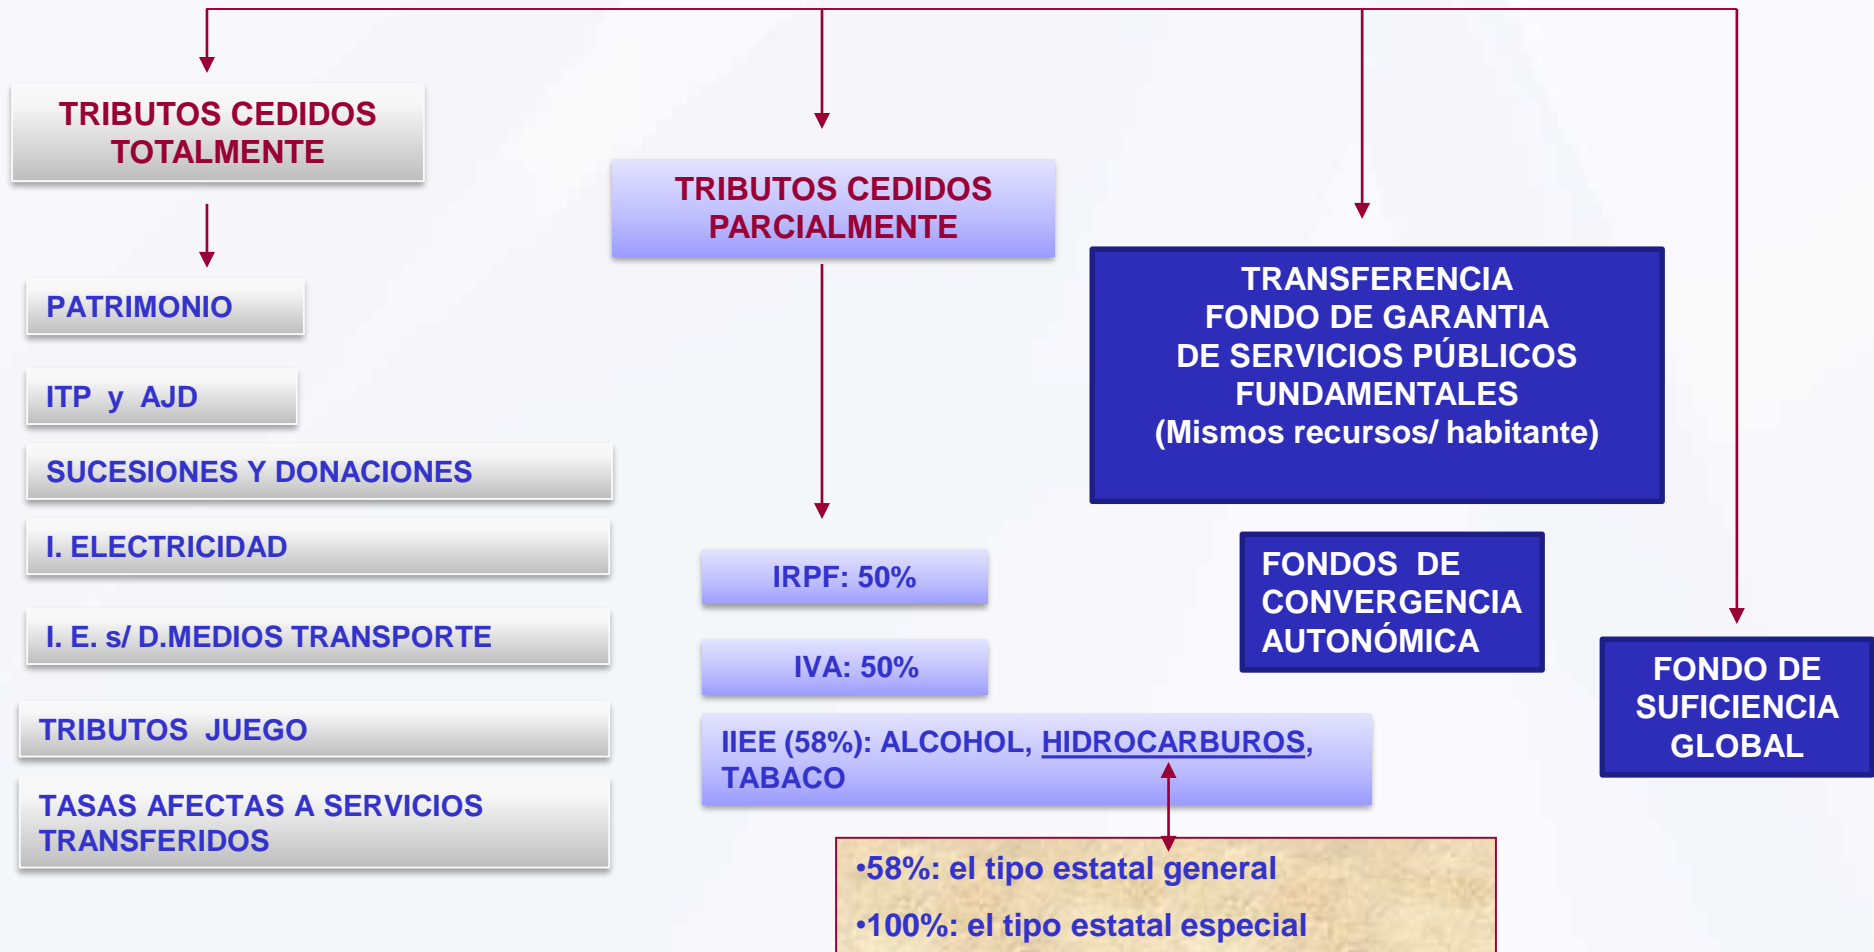 TRIBUTOS CEDIDOS
TOTALMENTE
PATRIMONIO
ITP y AJD
SUCESIONES Y DONACIONES
I. ELECTRICIDAD
I. E. s/ D.MEDIOS TRANSPORTE
TRIBUTOS JUEGO
TASAS AFECTAS A SERVICIOS
TRANSFERIDOS
TRIBUTOS CEDIDOS
PARCIALMENTE
IRPF: 50%
IVA: 50%
IIEE (58%): ALCOHOL, HIDROCARBUROS,
TABACO
•58%: el tipo estatal general
•100%: el tipo estatal especial
TRANSFERENCIA
FONDO DE GARANTIA
DE SERVICIOS PÚBLICOS
FUNDAMENTALES
(Mismos recursos/ habitante)
FONDOS DE
CONVERGENCIA
AUTONÓMICA
FONDO DE
SUFICIENCIA
GLOBAL